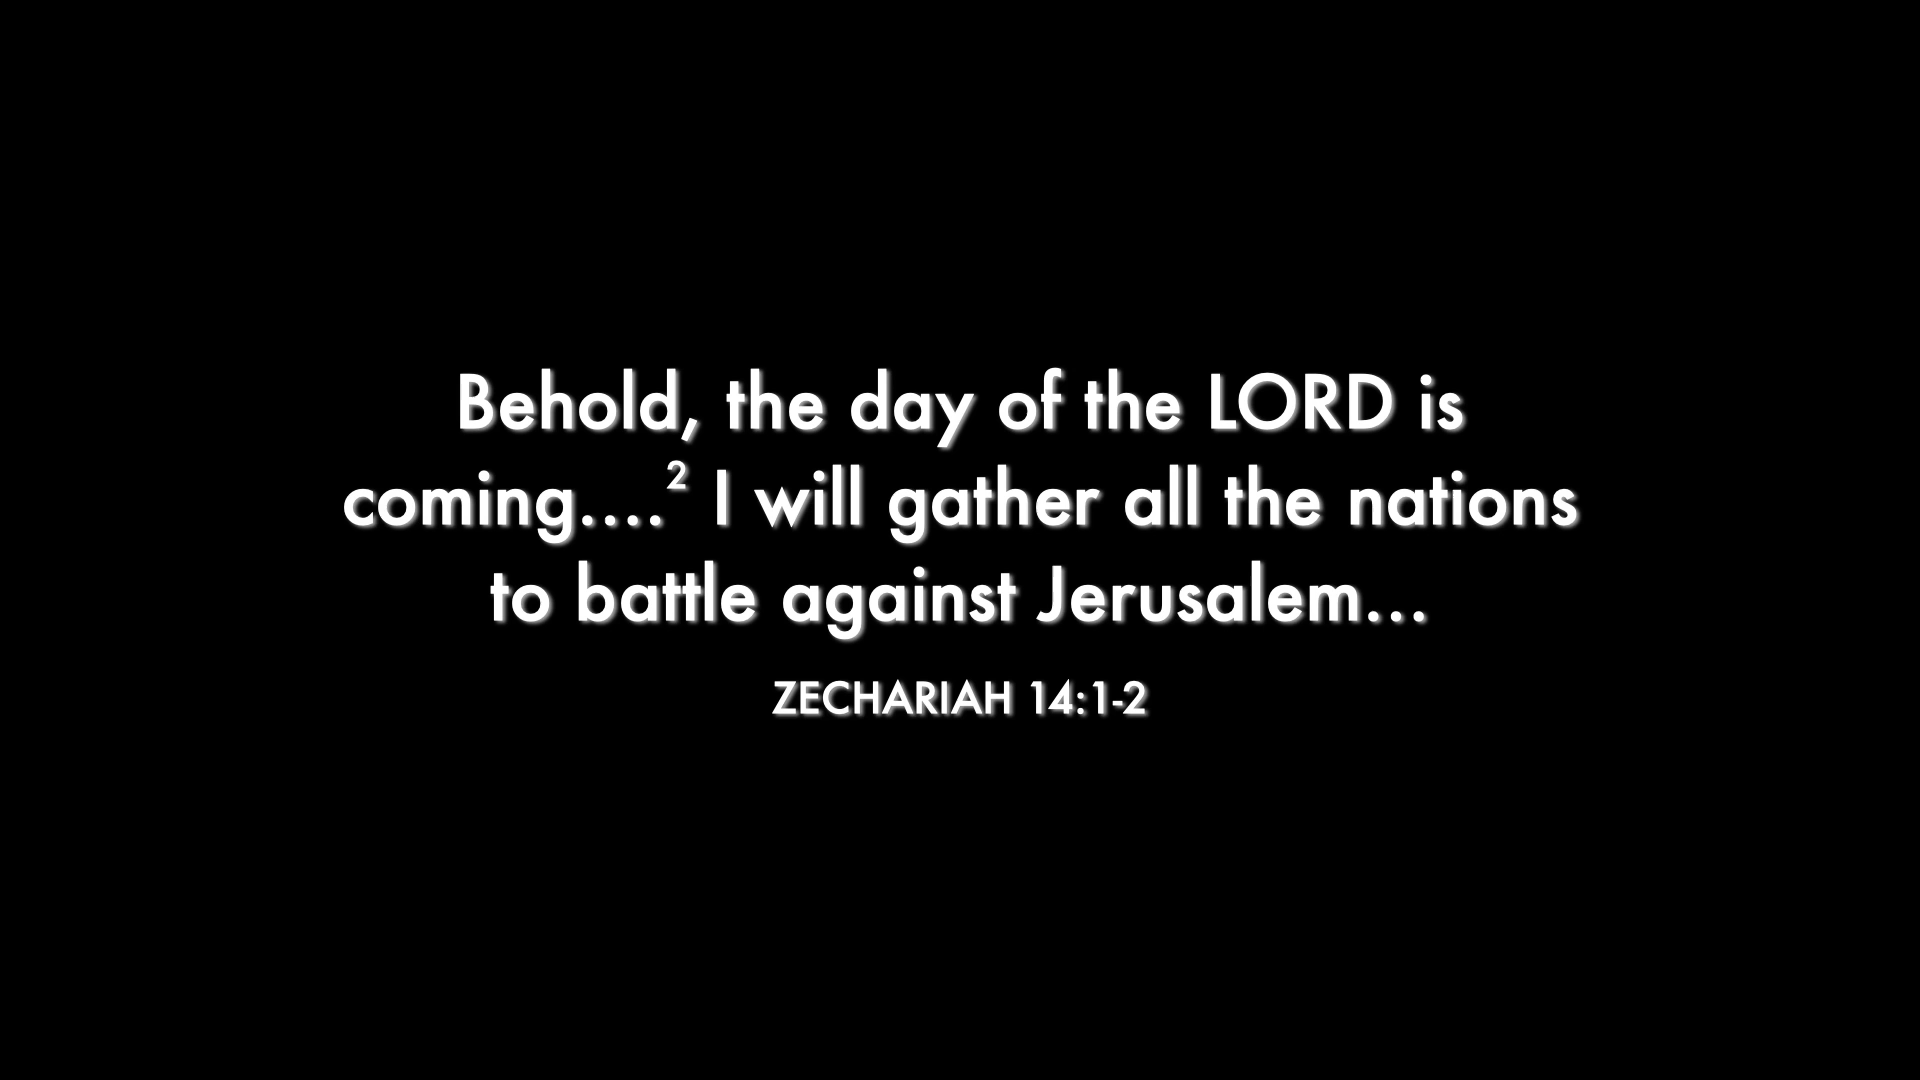 Behold, the day of the LORD is
coming....² I will gather all the nations
to battle against Jerusalem...
ZECHARIAH 14:1-2